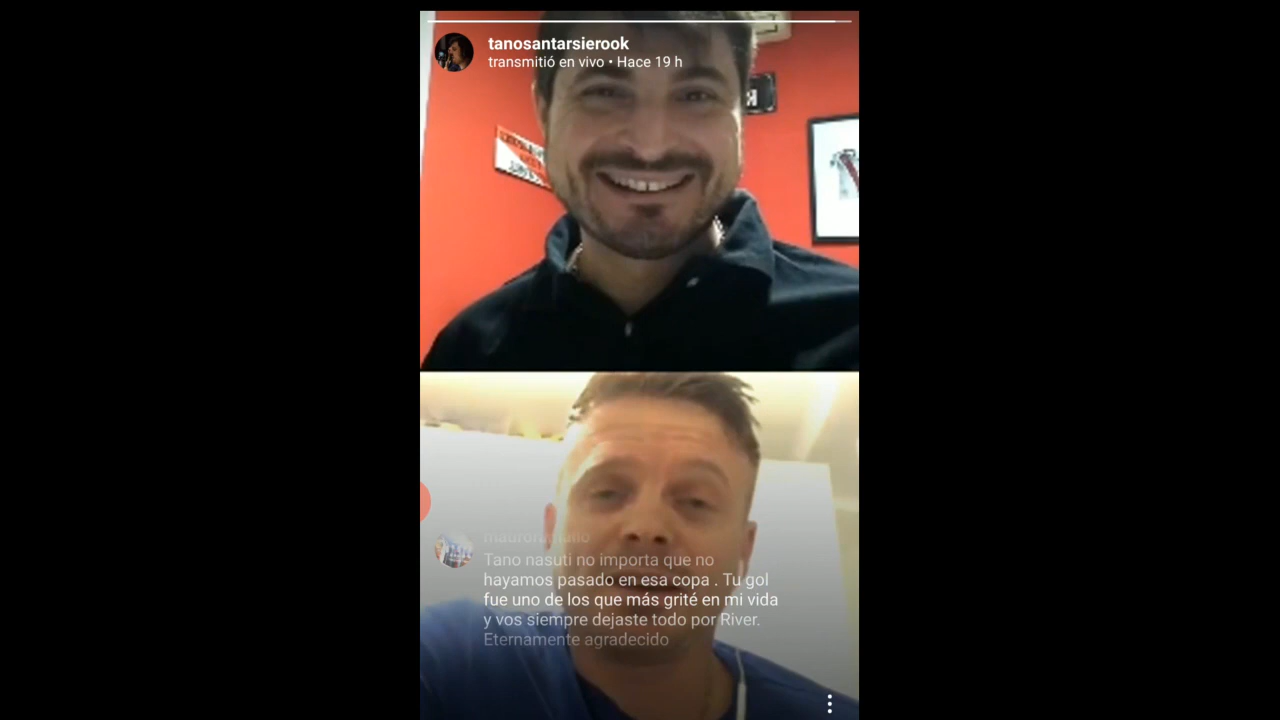 tanosantarsierook
transmitió en vivo • Hace 19 h
Tano nasuti no importa que no
hayamos pasado en esa copa . Tu gol
fue uno de los que más grité en mi vida
y vos siempre dejaste todo por River.
Eternamente agradecido